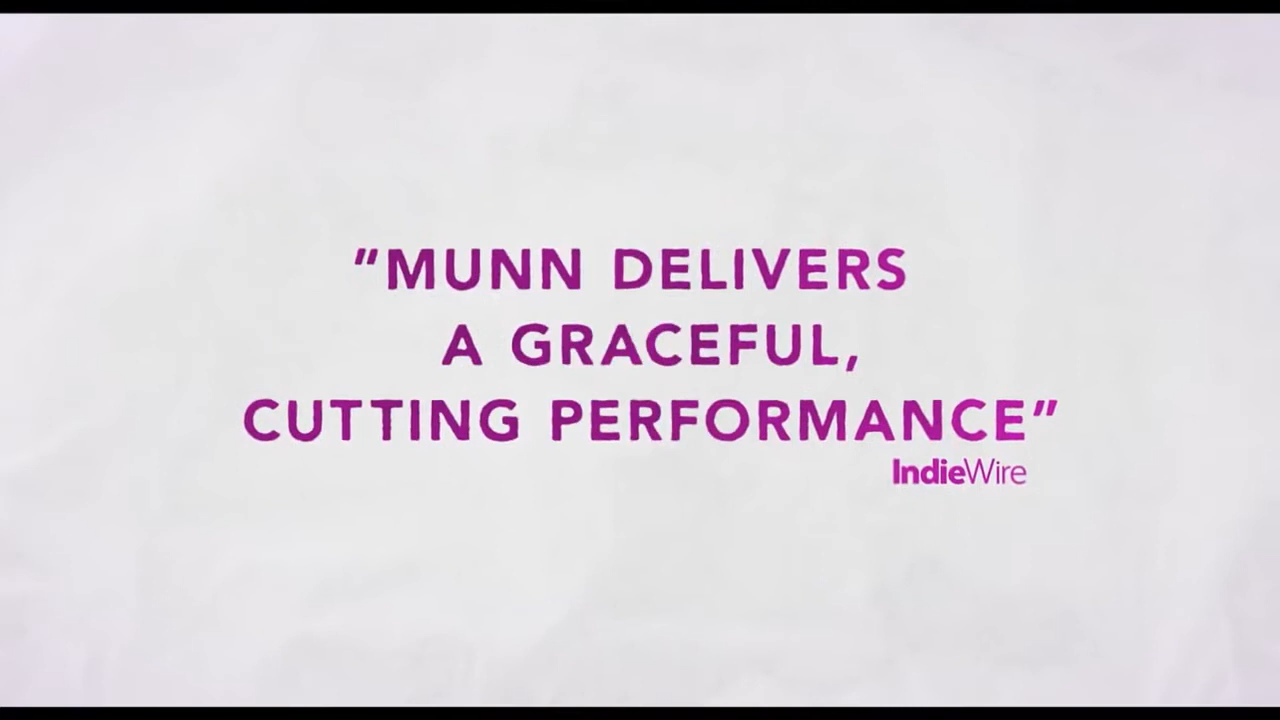 "MUNN DELIVERS
A GRACEFUL,
CUTTING PERFORMANCE"
IndieWire